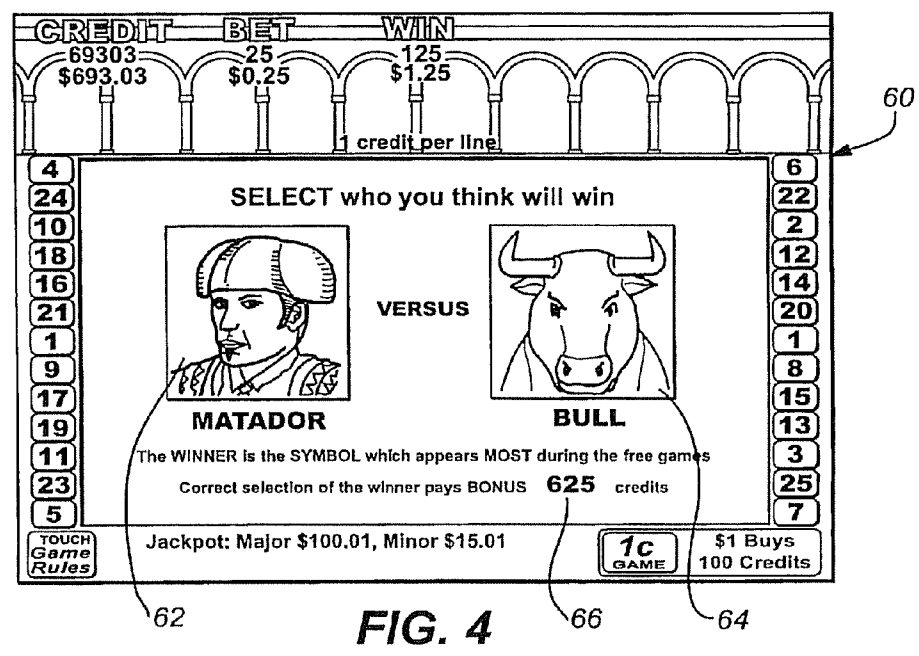 CREDIT BET WIN
69303 25 125
$693.03 $0.25 $1.25
1 credit per line
60
4 6
24 22
10 2
18 12
16 14
21 20
1 1
9 8
17 15
19 13
11 3
23 25
5 7
SELECT who you think will win
VERSUS
MATADOR BULL
The WINNER is the SYMBOL which appears MOST during the free games
Correct selection of the winner pays BONUS 625 credits
TOUCH
Game
Rules
Jackpot: Major $100.01, Minor $15.01
1c
GAME
$1 Buys
100 Credits
62 66 64
FIG. 4